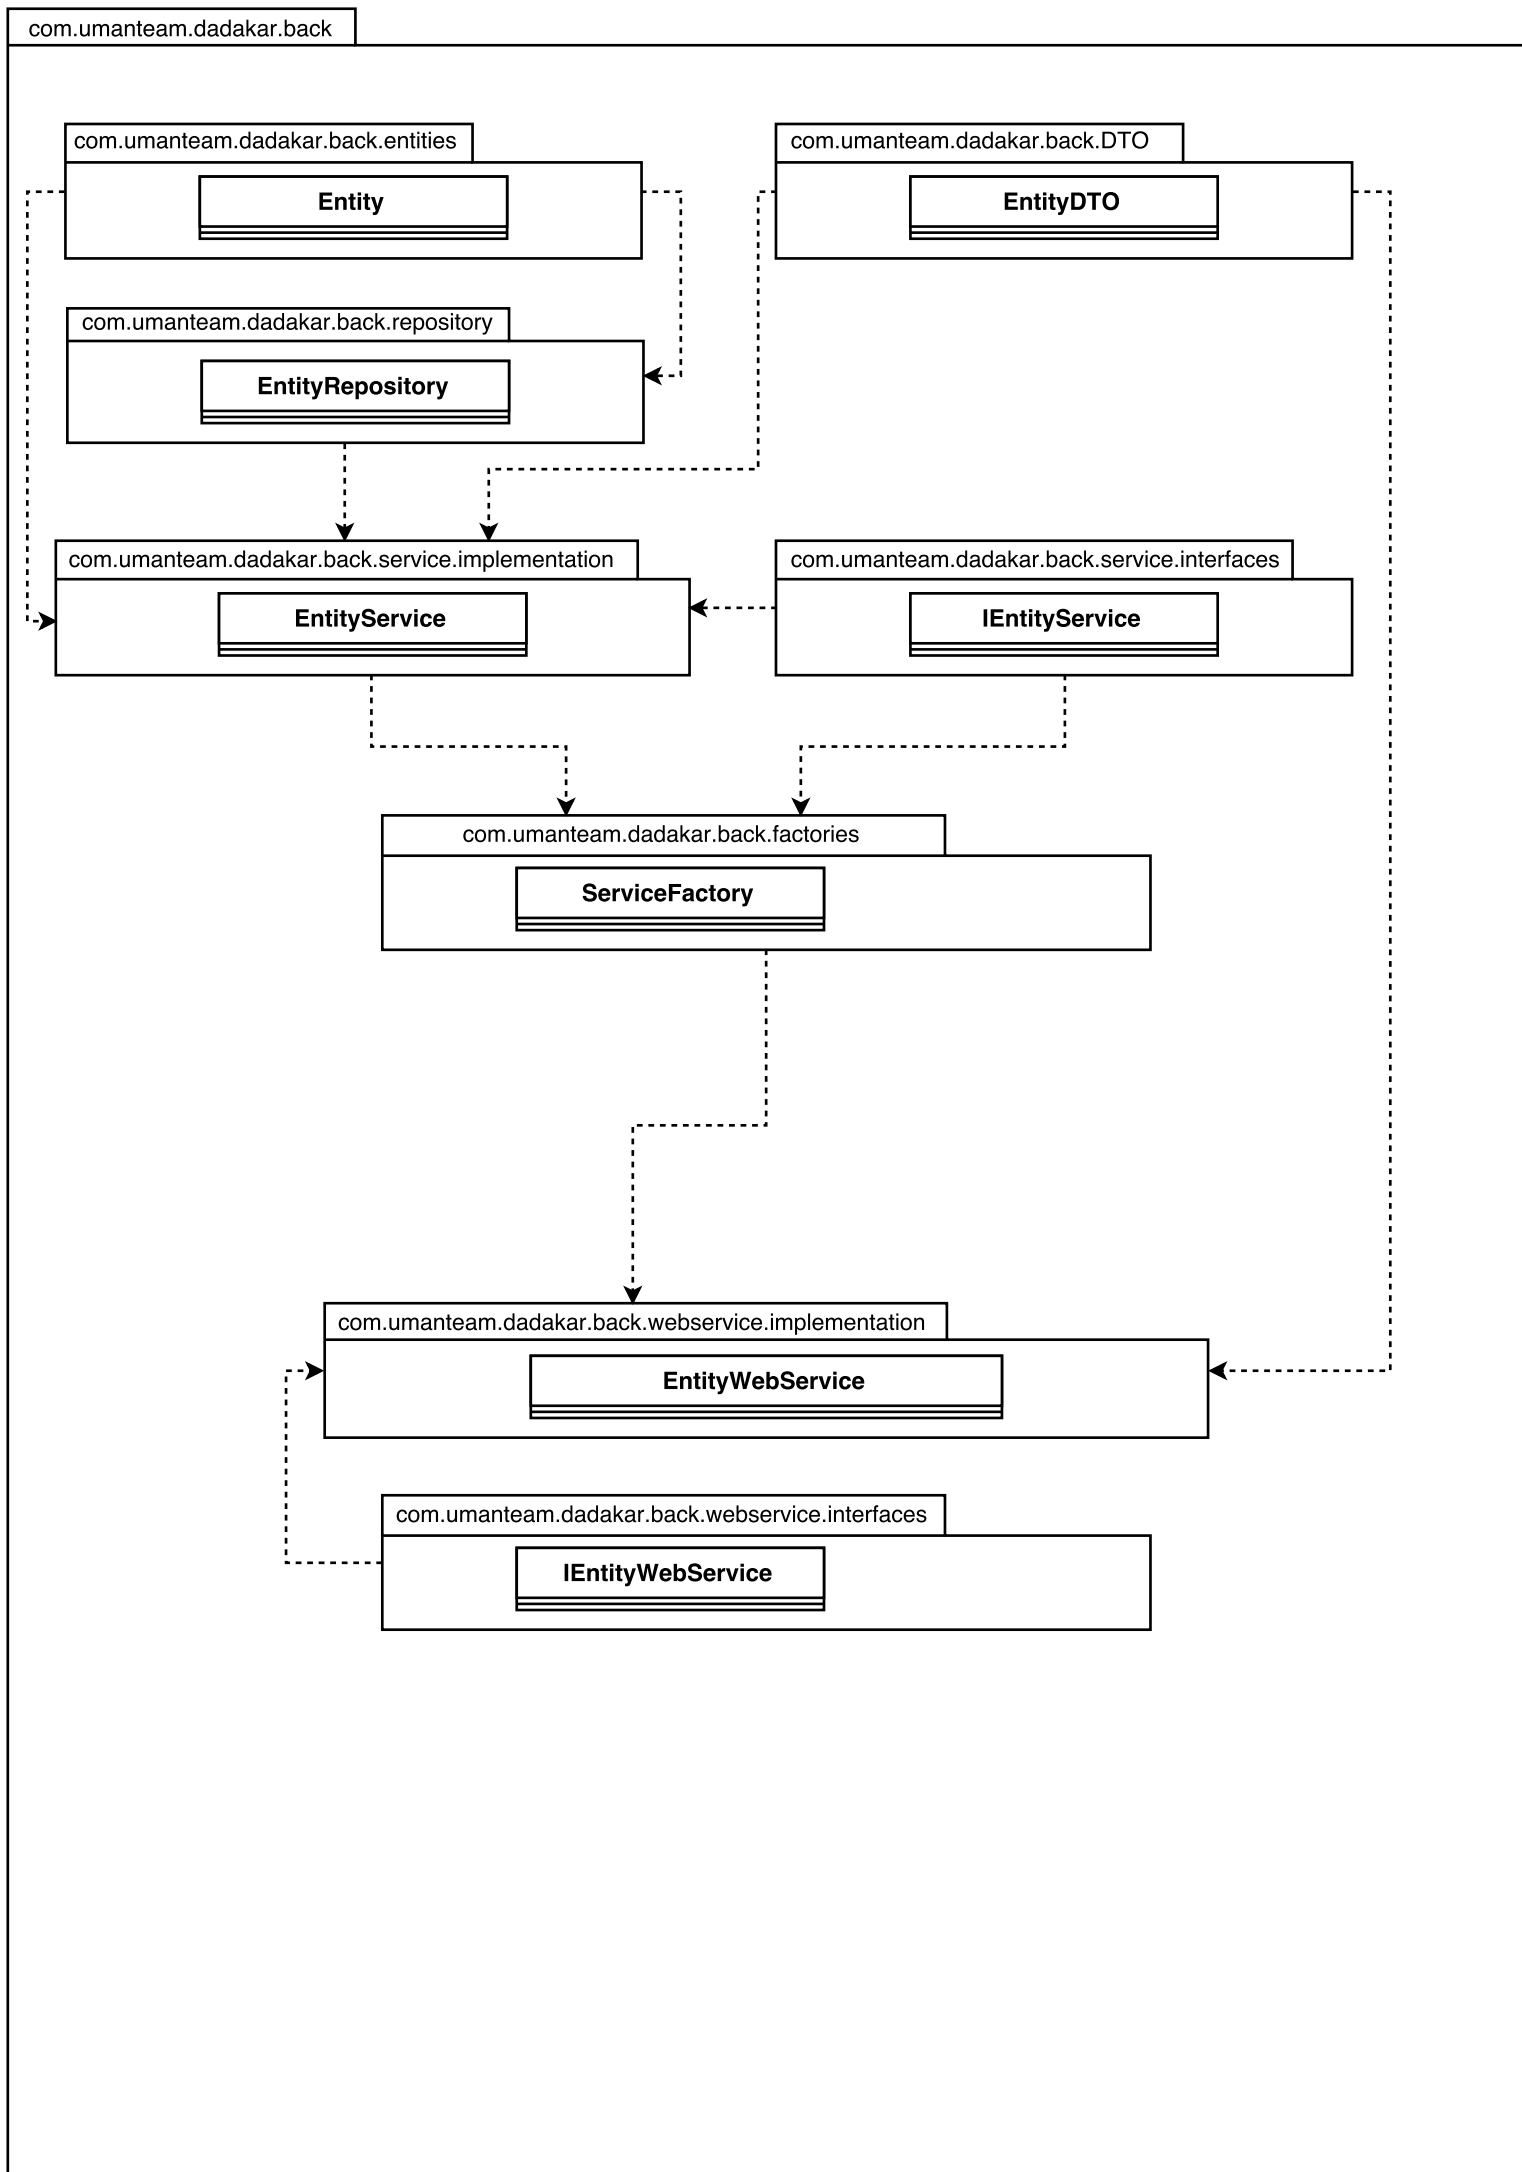 com.umanteam.dadakar.back
com.umanteam.dadakar.back.entities
Entity
com.umanteam.dadakar.back.DTO
EntityDTO
com.umanteam.dadakar.back.repository
EntityRepository
com.umanteam.dadakar.back.service.implementation
EntityService
com.umanteam.dadakar.back.service.interfaces
IEntityService
com.umanteam.dadakar.back.factories
ServiceFactory
com.umanteam.dadakar.back.webservice.implementation
EntityWebService
com.umanteam.dadakar.back.webservice.interfaces
IEntityWebService